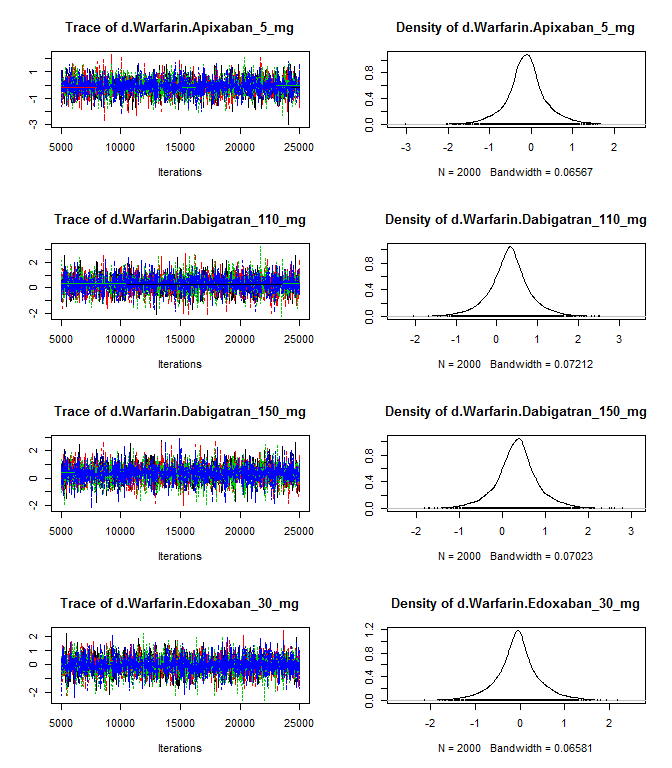 Trace of d.Warfarin.Apixaban_5_mg
1
-1
-3
5000 10000 15000 20000 25000
Iterations
Density of d.Warfarin.Apixaban_5_mg
0.8
0.4
0.0
-3 -2 -1 0 1 2
N = 2000 Bandwidth = 0.06567
Trace of d.Warfarin.Dabigatran_110_mg
2
0
-2
5000 10000 15000 20000 25000
Iterations
Density of d.Warfarin.Dabigatran_110_mg
0.8
0.4
0.0
-2 -1 0 1 2 3
N = 2000 Bandwidth = 0.07212
Trace of d.Warfarin.Dabigatran_150_mg
2
0
-2
5000 10000 15000 20000 25000
Iterations
Density of d.Warfarin.Dabigatran_150_mg
0.8
0.4
0.0
-2 -1 0 1 2 3
N = 2000 Bandwidth = 0.07023
Trace of d.Warfarin.Edoxaban_30_mg
2
1
0
-2
5000 10000 15000 20000 25000
Iterations
Density of d.Warfarin.Edoxaban_30_mg
1.2
0.8
0.4
0.0
-2 -1 0 1 2
N = 2000 Bandwidth = 0.06581